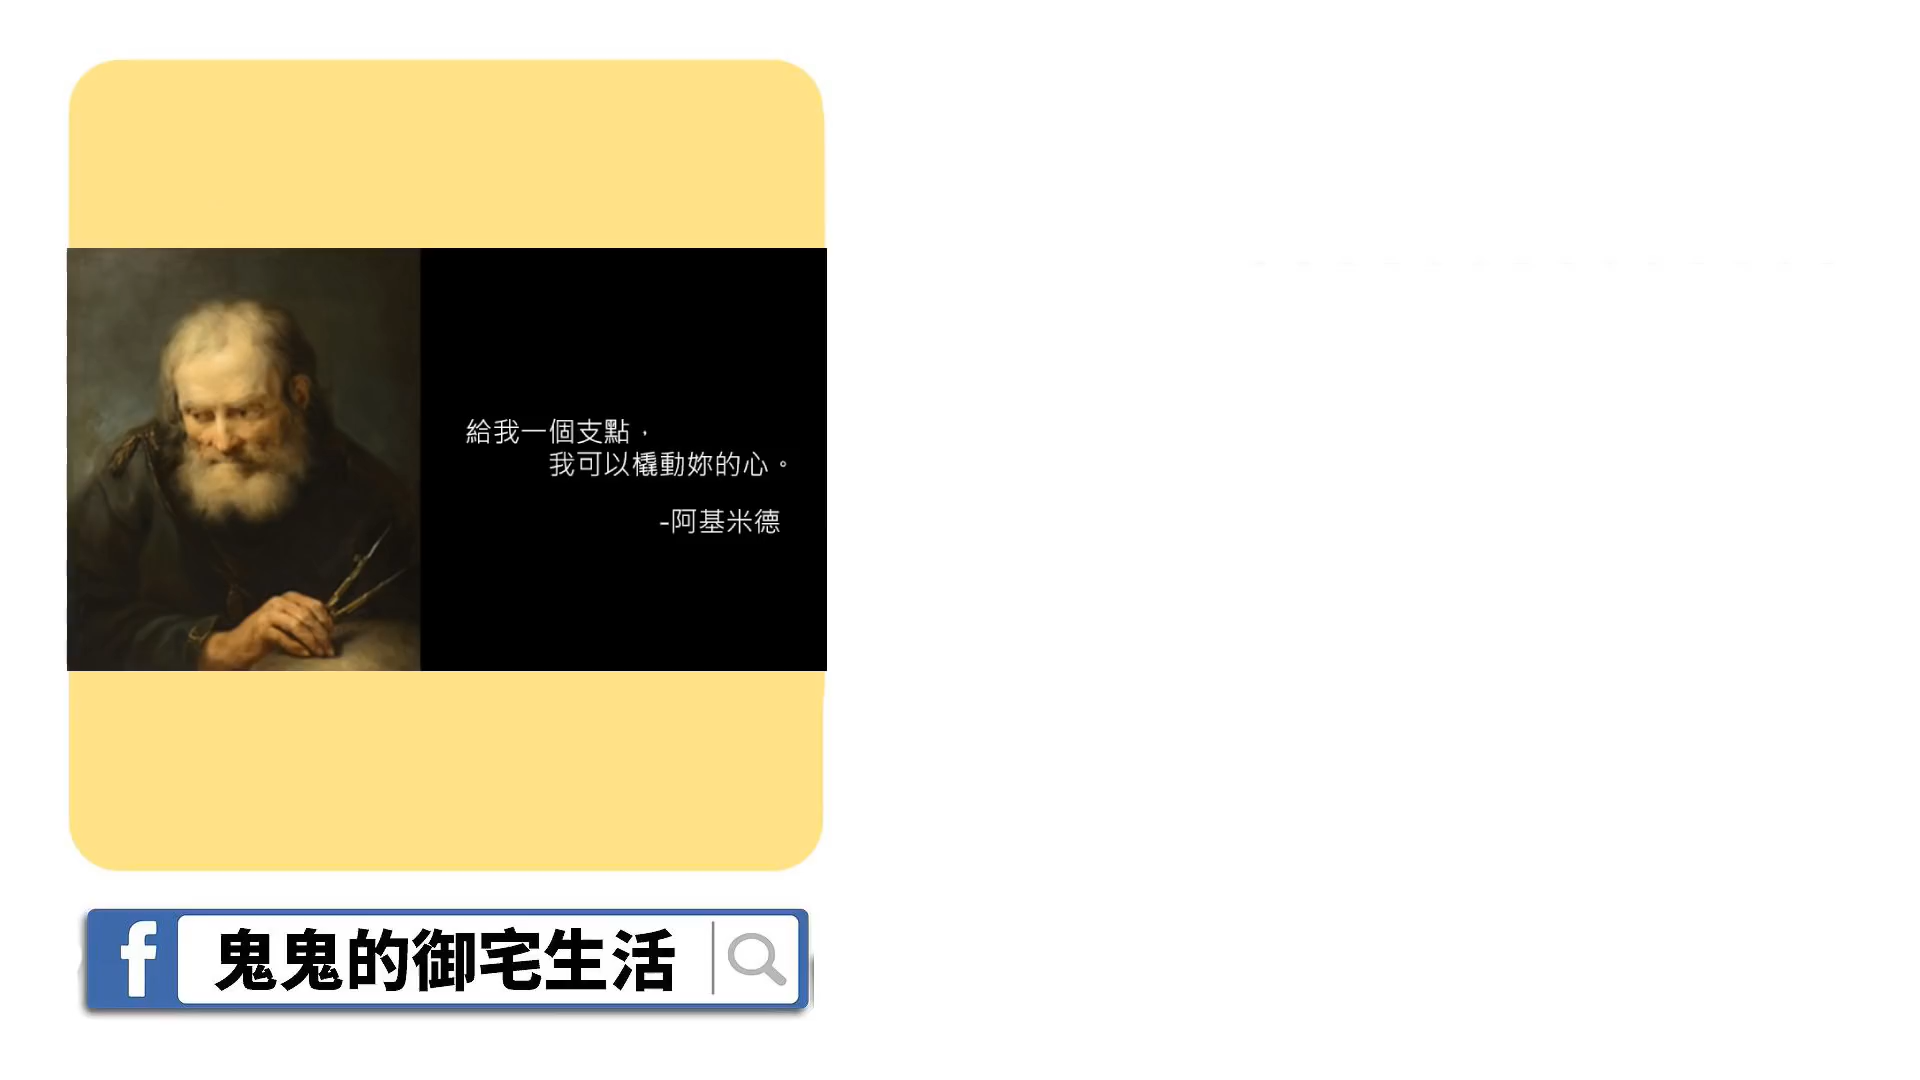 給我一個支點，
我可以橇動妳的心。
-阿基米德
f 鬼鬼的御宅生活